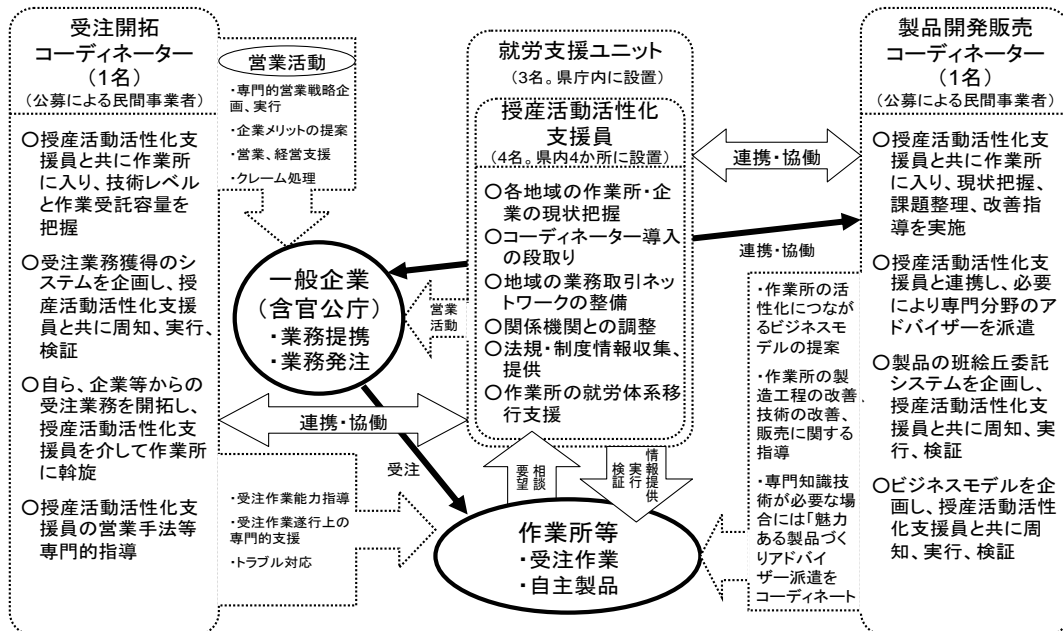 受注開拓
コーディネーター
(1名)
(公募による民間事業者)
○授産活動活性化支
援員と共に作業所
に入り、技術レベル
と作業受託容量を
把握
○受注業務獲得のシ
ステムを企画し、授
産活動活性化支援
員と共に周知、実行、
検証
○自ら、企業等からの
受注業務を開拓し、
授産活動活性化支
援員を介して作業所
に斡旋
○授産活動活性化支
援員の営業手法等
専門的指導
営業活動
・専門的営業戦略企
画、実行
・企業メリットの提案
・営業、経営支援
・クレーム処理
一般企業
(含官公庁)
・業務提携
・業務発注
営業
活動
連携・協働
受注
・受注作業能力指導
・受注作業遂行上の
専門的支援
・トラブル対応
就労支援ユニット
(3名。県庁内に設置)
授産活動活性化
支援員
(4名。県内4か所に設置)
○各地域の作業所・企
業の現状把握
○コーディネーター導入
の段取り
○地域の業務取引ネッ
トワークの整備
○関係機関との調整
○法規・制度情報収集、
提供
○作業所の就労体系移
行支援
相談
要望
情報提供
実行
検証
作業所等
・受注作業
・自主製品
連携・協働
連携・協働
・作業所の活
性化につなが
るビジネスモ
デルの提案
・作業所の製
造工程の改善、
技術の改善、
販売に関する
指導
・専門知識技
術が必要な場
合には「魅力
ある製品づく
りアドバイ
ザー派遣を
コーディネート
製品開発販売
コーディネーター
(1名)
(公募による民間事業者)
○授産活動活性化支
援員と共に作業所
に入り、現状把握、
課題整理、改善指
導を実施
○授産活動活性化支
援員と連携し、必要
により専門分野のア
ドバイザーを派遣
○製品の班絵丘委託
システムを企画し、
授産活動活性化支
援員と共に周知、実
行、検証
○ビジネスモデルを企
画し、授産活動活性
化支援員と共に周
知、実行、検証